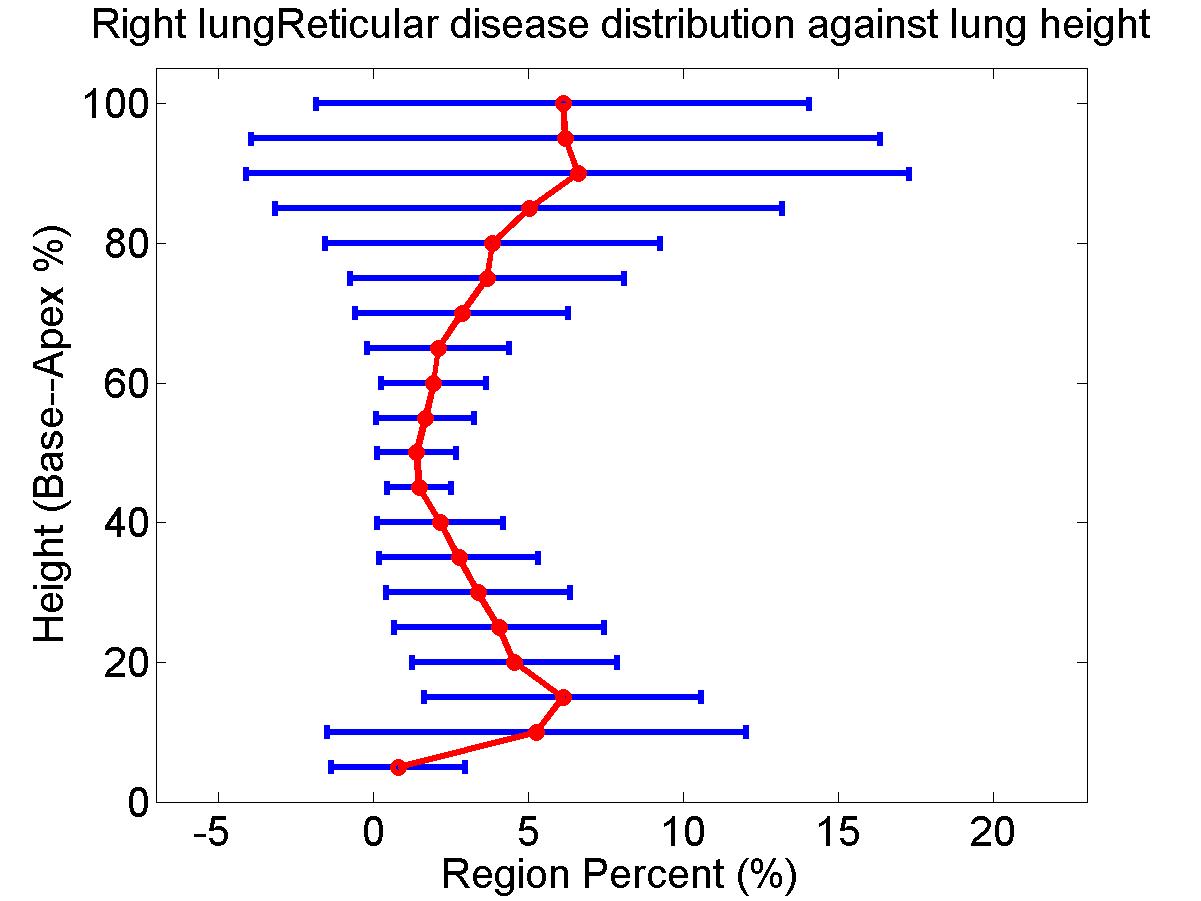 Right lungReticular disease distribution against lung height
100
80
60
40
20
0
Height (Base--Apex %)
-5 0 5 10 15 20
Region Percent (%)